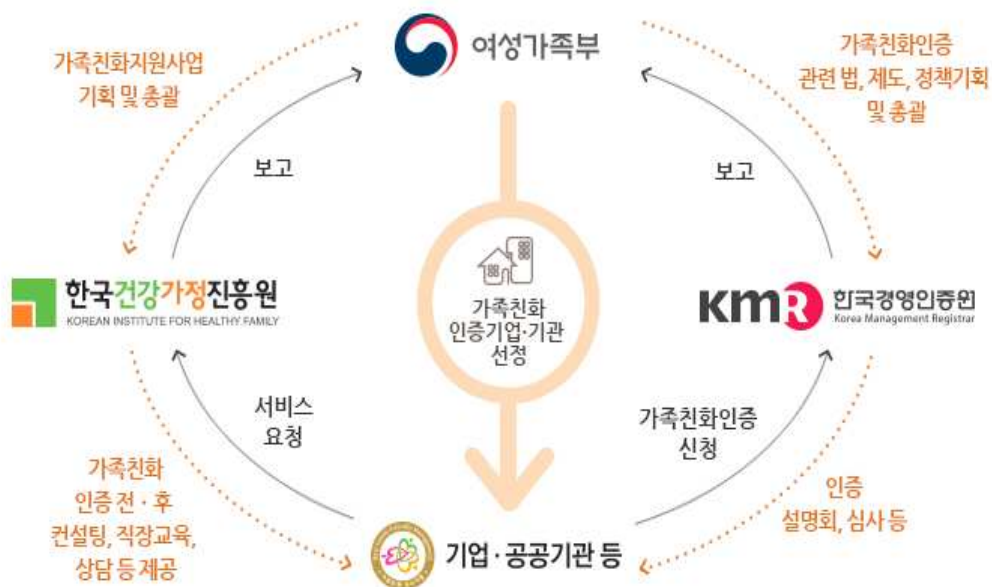 여성가족부
가족친화지원사업
기획 및 총괄
가족친화인증
관련 법, 제도, 정책기획
및 총괄
보고
보고
한국건강가정진흥원
KOREAN INSTITUTE FOR HEALTHY FAMILY
가족친화
인증기업·기관
선정
KMR 한국경영인증원
Korea Management Registrar
서비스
요청
가족친화인증
신청
가족친화
인증 전 · 후
컨설팅, 직장교육,
상담 등 제공
인증
설명회, 심사 등
기업 · 공공기관 등